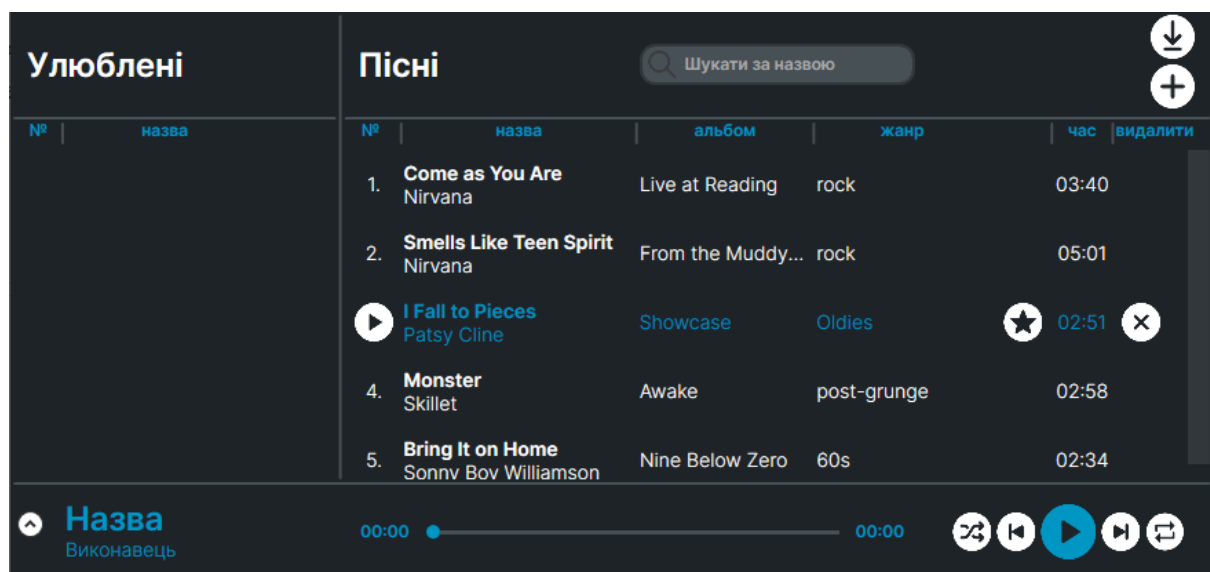 Улюблені
Пісні
Шукати за назвою
№ | назва
№ | назва | альбом | жанр | час | видалити
1. Come as You Are Live at Reading rock 03:40
Nirvana
2. Smells Like Teen Spirit From the Muddy... rock 05:01
Nirvana
I Fall to Pieces Showcase Oldies 02:51
Patsy Cline
4. Monster Awake post-grunge 02:58
Skillet
5. Bring It on Home Nine Below Zero 60s 02:34
Sonny Boy Williamson
Назва
Виконавець
00:00 00:00